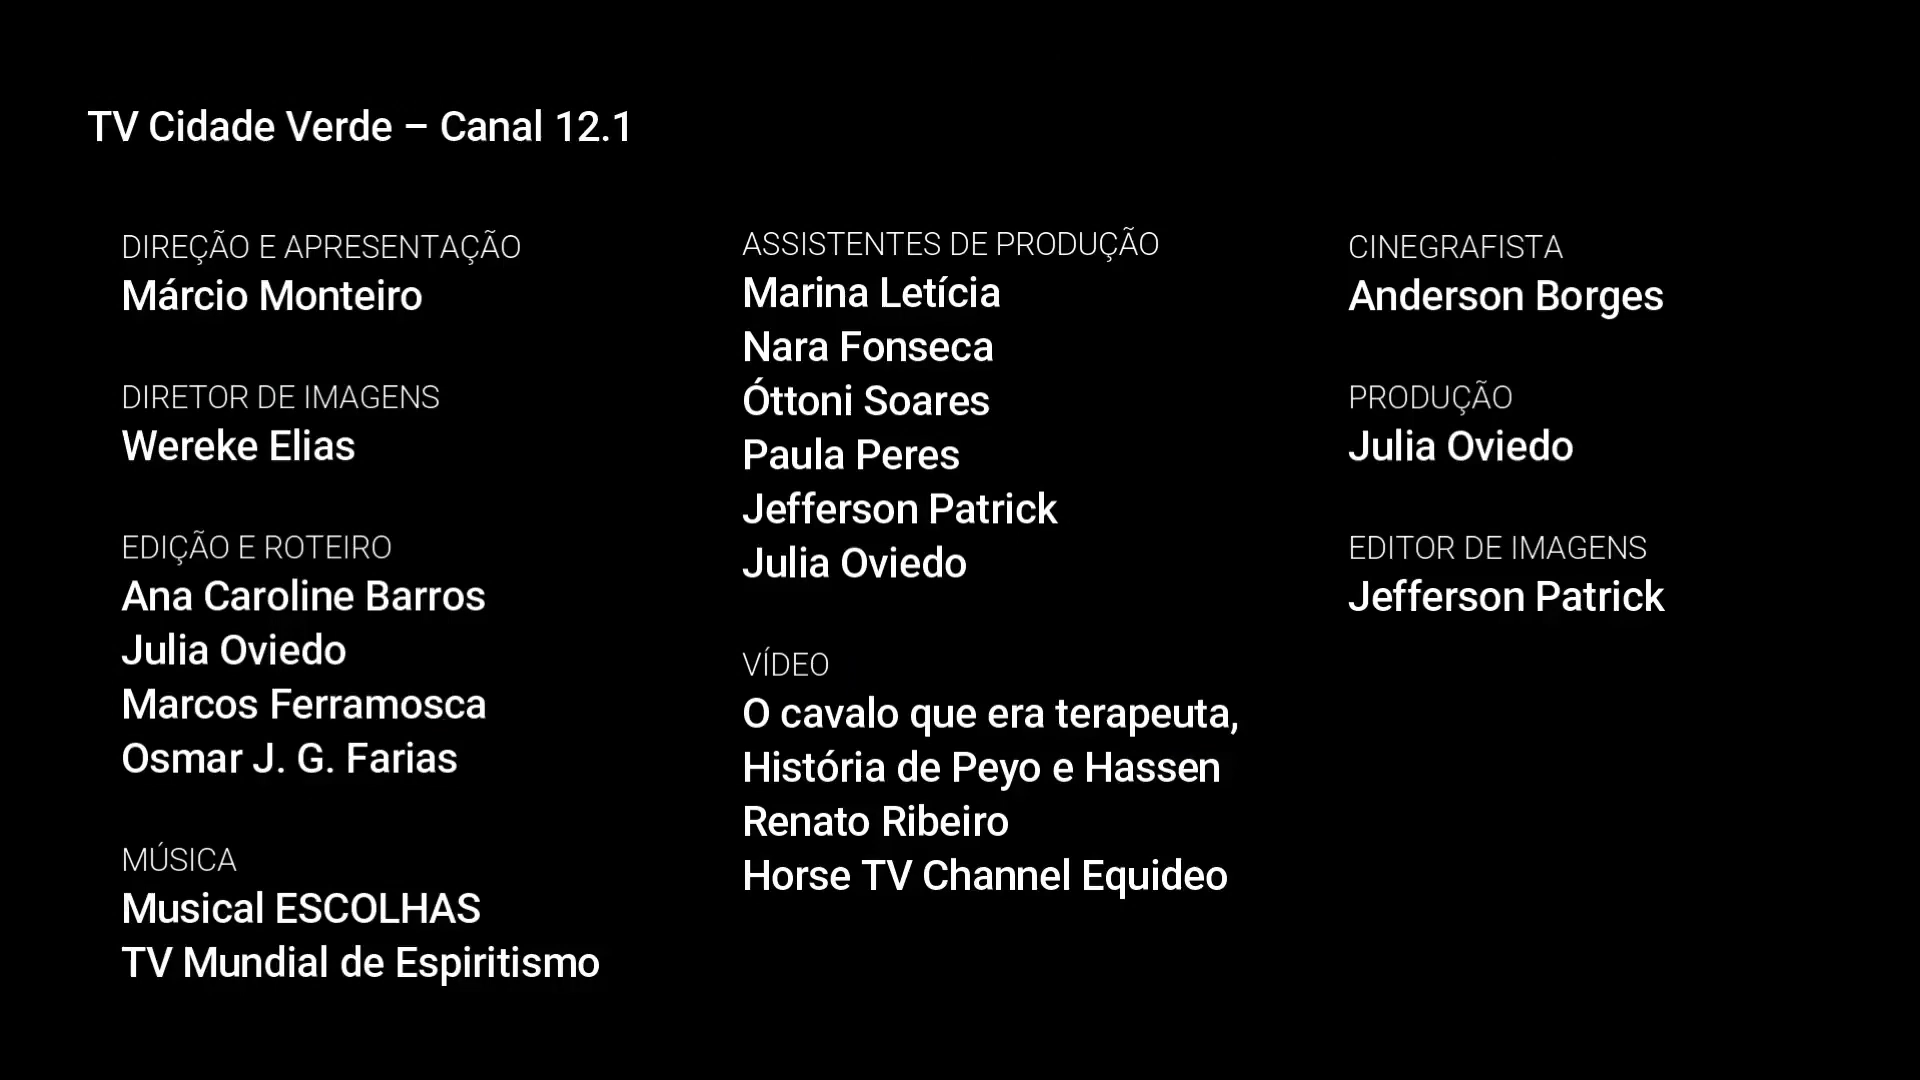 TV Cidade Verde – Canal 12.1
DIREÇÃO E APRESENTAÇÃO
Márcio Monteiro
DIRETOR DE IMAGENS
Wereke Elias
EDIÇÃO E ROTEIRO
Ana Caroline Barros
Julia Oviedo
Marcos Ferramosca
Osmar J. G. Farias
MÚSICA
Musical ESCOLHAS
TV Mundial de Espiritismo
ASSISTENTES DE PRODUÇÃO
Marina Letícia
Nara Fonseca
Óttoni Soares
Paula Peres
Jefferson Patrick
Julia Oviedo
VÍDEO
O cavalo que era terapeuta,
História de Peyo e Hassen
Renato Ribeiro
Horse TV Channel Equideo
CINEGRAFISTA
Anderson Borges
PRODUÇÃO
Julia Oviedo
EDITOR DE IMAGENS
Jefferson Patrick